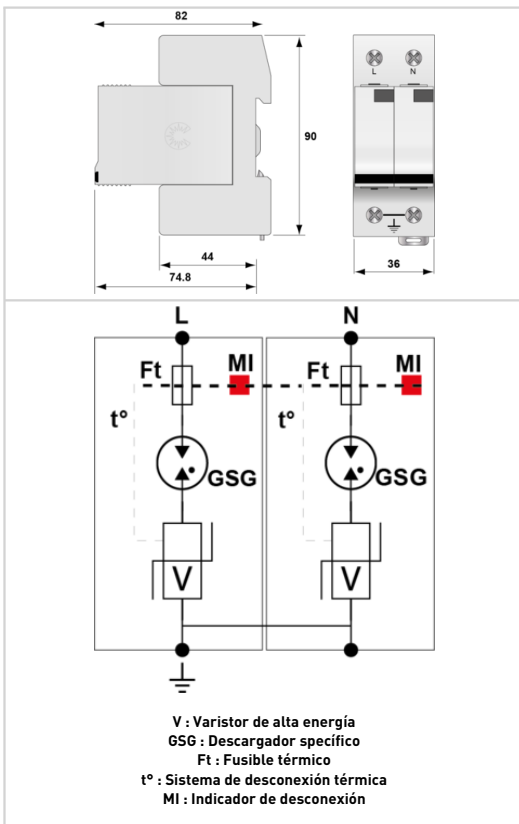 82
L N
90
44
74.8
36
L N
Ft MI Ft MI
t° t°
GSG GSG
V V
V : Varistor de alta energía
GSG : Descargador específico
Ft : Fusible térmico
t° : Sistema de desconexión térmica
MI : Indicador de desconexión